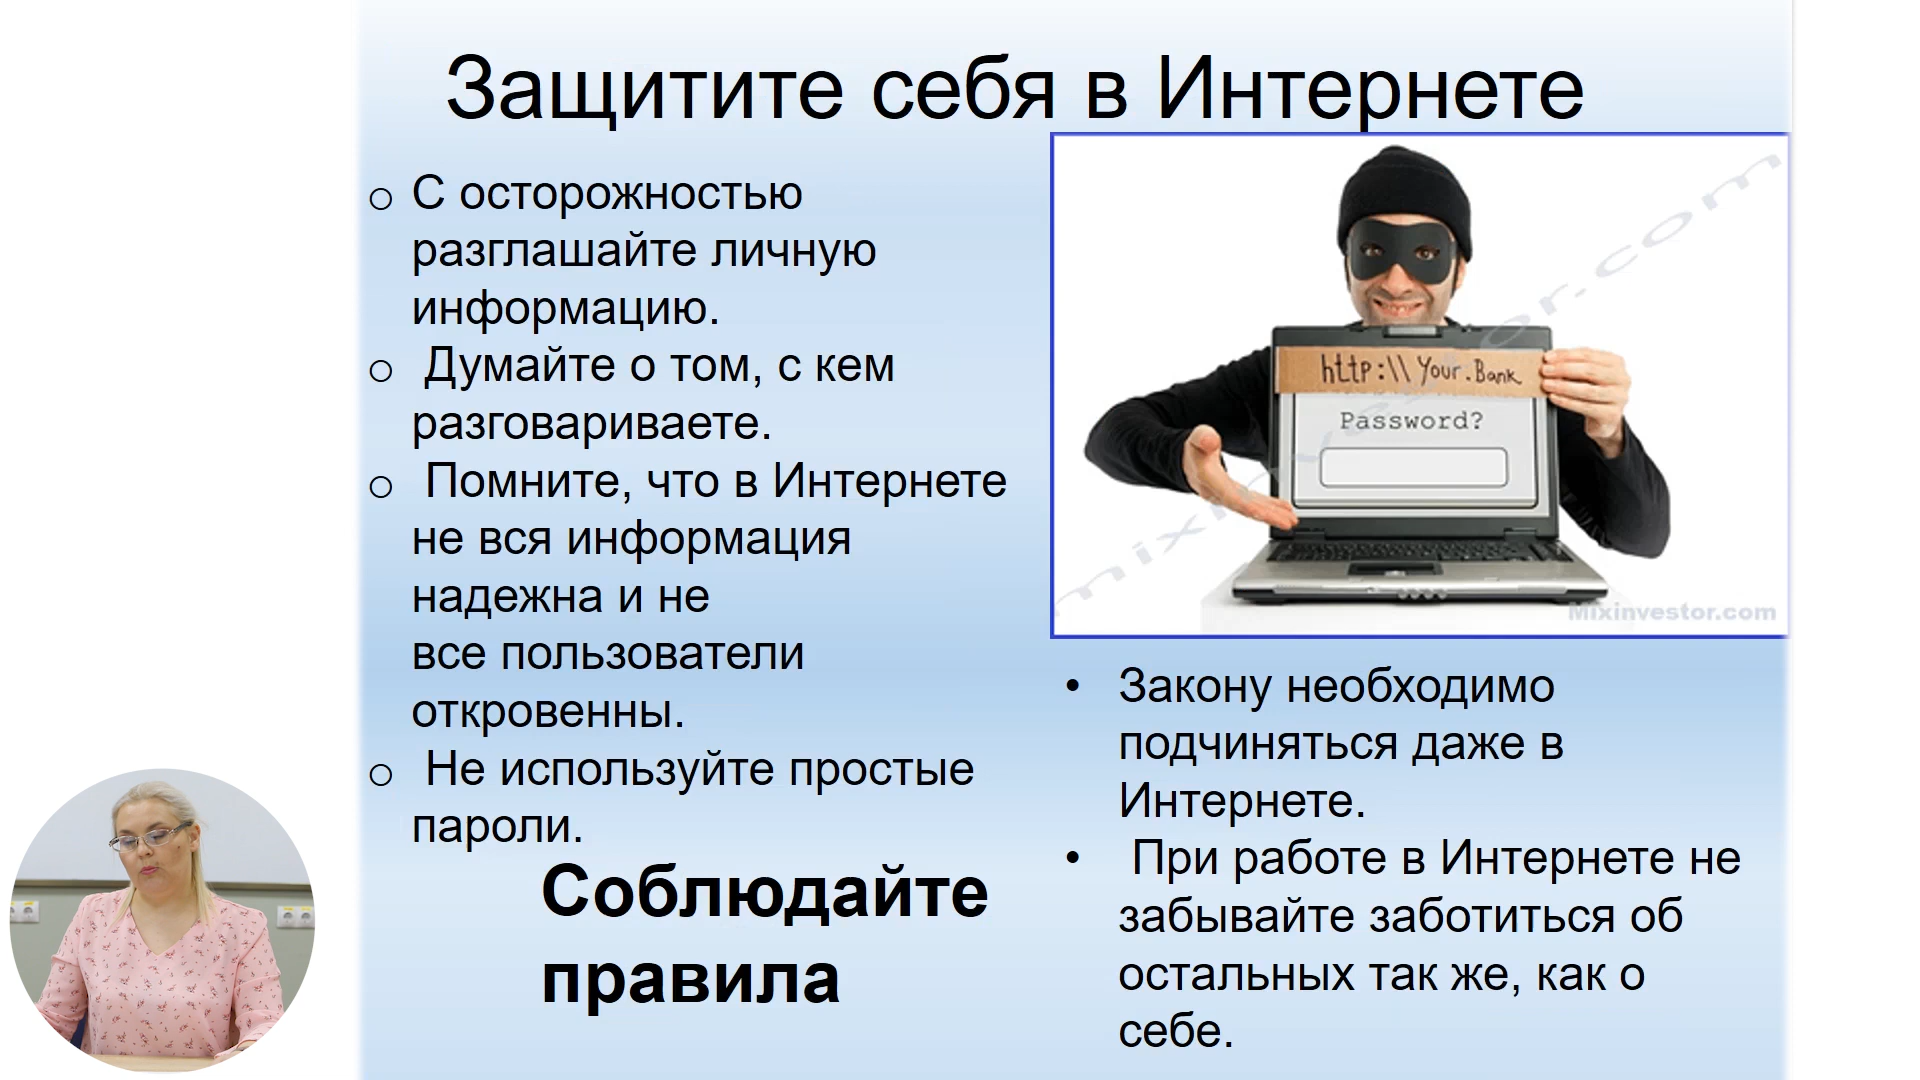 Защитите себя в Интернете
С осторожностью
разглашайте личную
информацию.
Думайте о том, с кем
разговариваете.
Помните, что в Интернете
не вся информация
надежна и не
все пользователи
откровенны.
Не используйте простые
пароли.
Соблюдайте
правила
http:\\ Your.Bank
Password?
mixinvestor.com
Mixinvestor.com
Закону необходимо
подчиняться даже в
Интернете.
При работе в Интернете не
забывайте заботиться об
остальных так же, как о
себе.